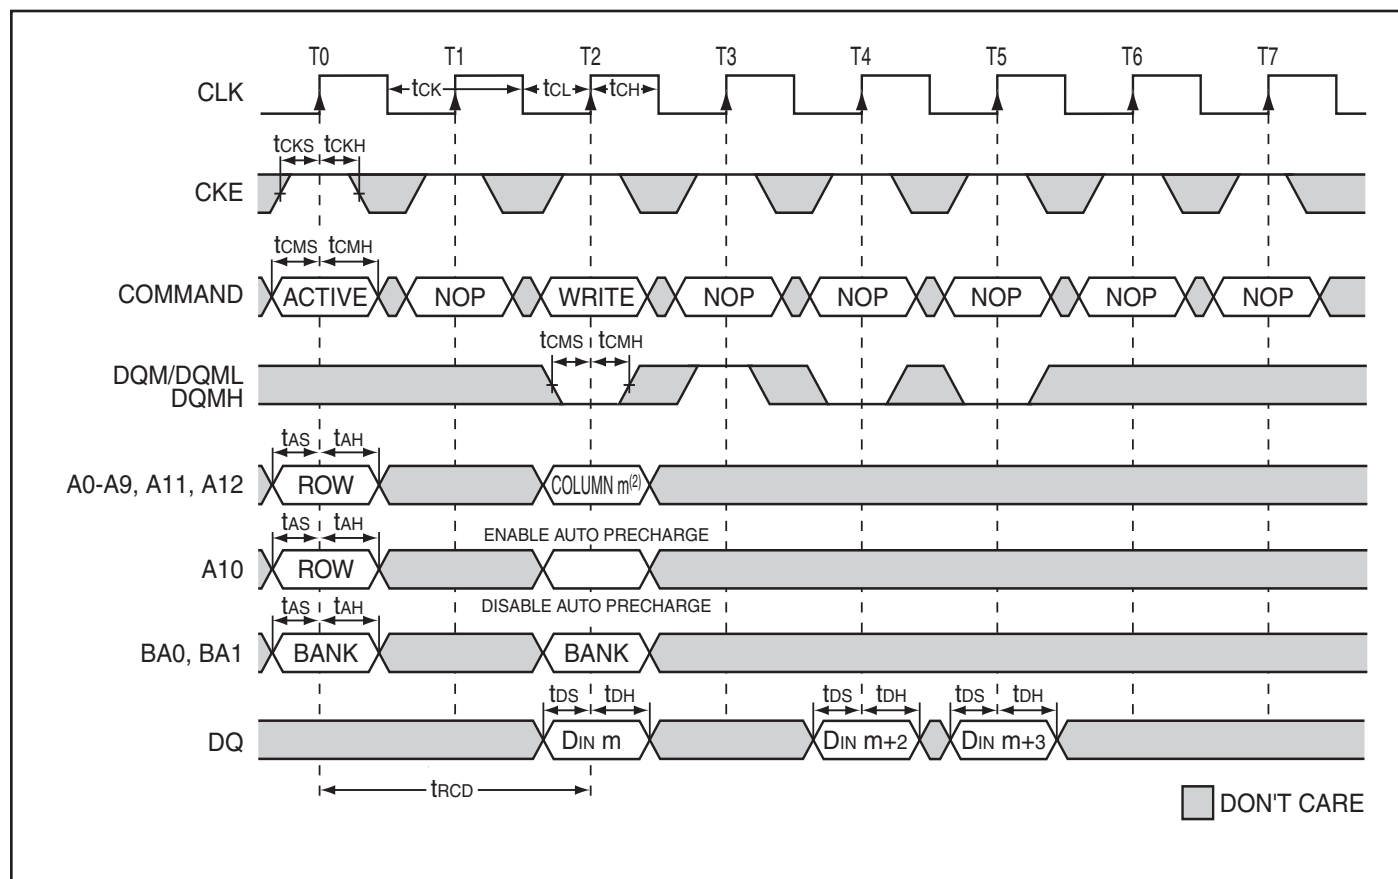 T0 T1 T2 T3 T4 T5 T6 T7
CLK
tCK tCL tCH
tCKS tCKH
CKE
tCMS tCMH
COMMAND ACTIVE NOP WRITE NOP NOP NOP NOP NOP
tCMS tCMH
DQM/DQML
DQMH
tAS tAH
A0-A9, A11, A12 ROW COLUMN m(2)
tAS tAH ENABLE AUTO PRECHARGE
A10 ROW
tAS tAH DISABLE AUTO PRECHARGE
BA0, BA1 BANK BANK
tDS tDH tDS tDH tDS tDH
DQ DIN m DIN m+2 DIN m+3
tRCD
DON'T CARE